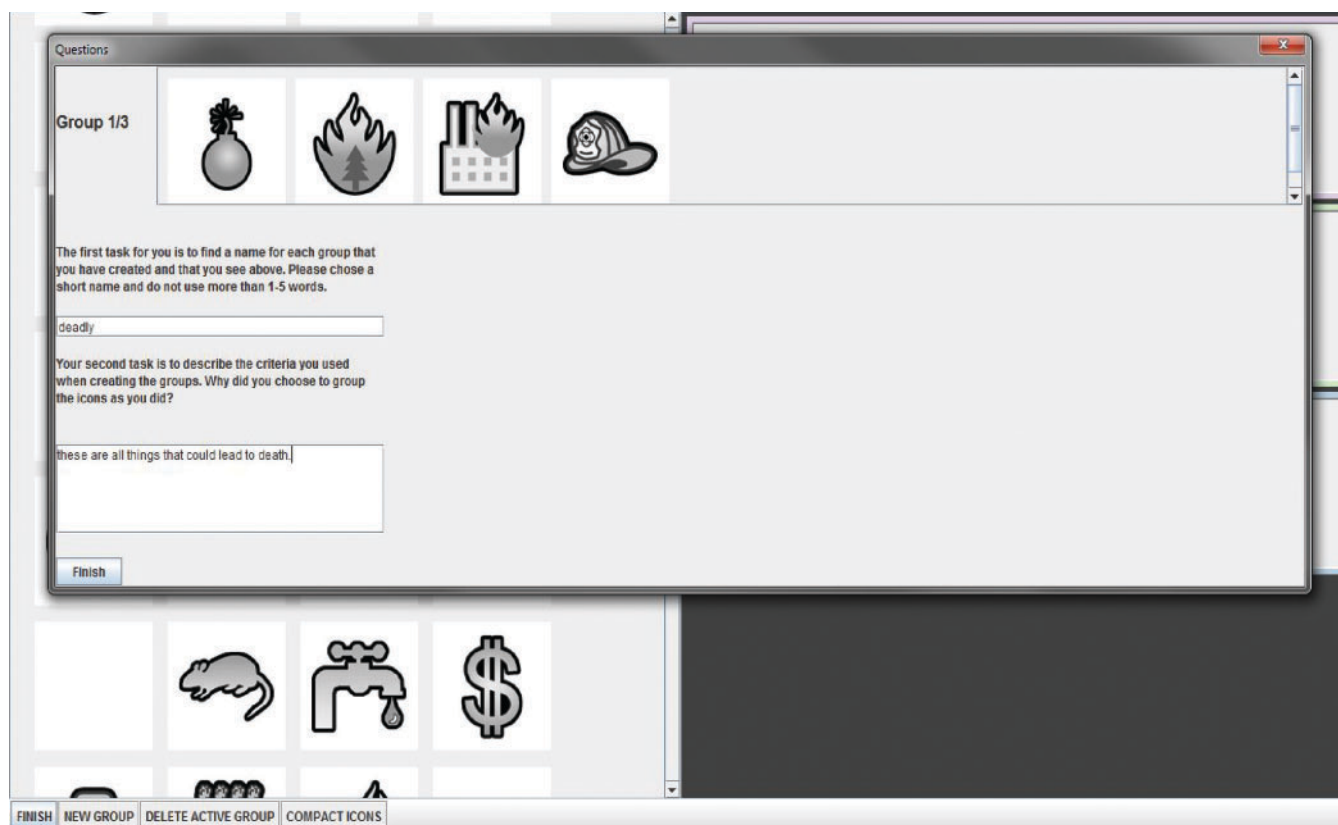 Questions
Group 1/3
The first task for you is to find a name for each group that
you have created and that you see above. Please chose a
short name and do not use more than 1-5 words.
deadly
Your second task is to describe the criteria you used
when creating the groups. Why did you choose to group
the icons as you did?
these are all things that could lead to death.
Finish
FINISH NEW GROUP DELETE ACTIVE GROUP COMPACT ICONS